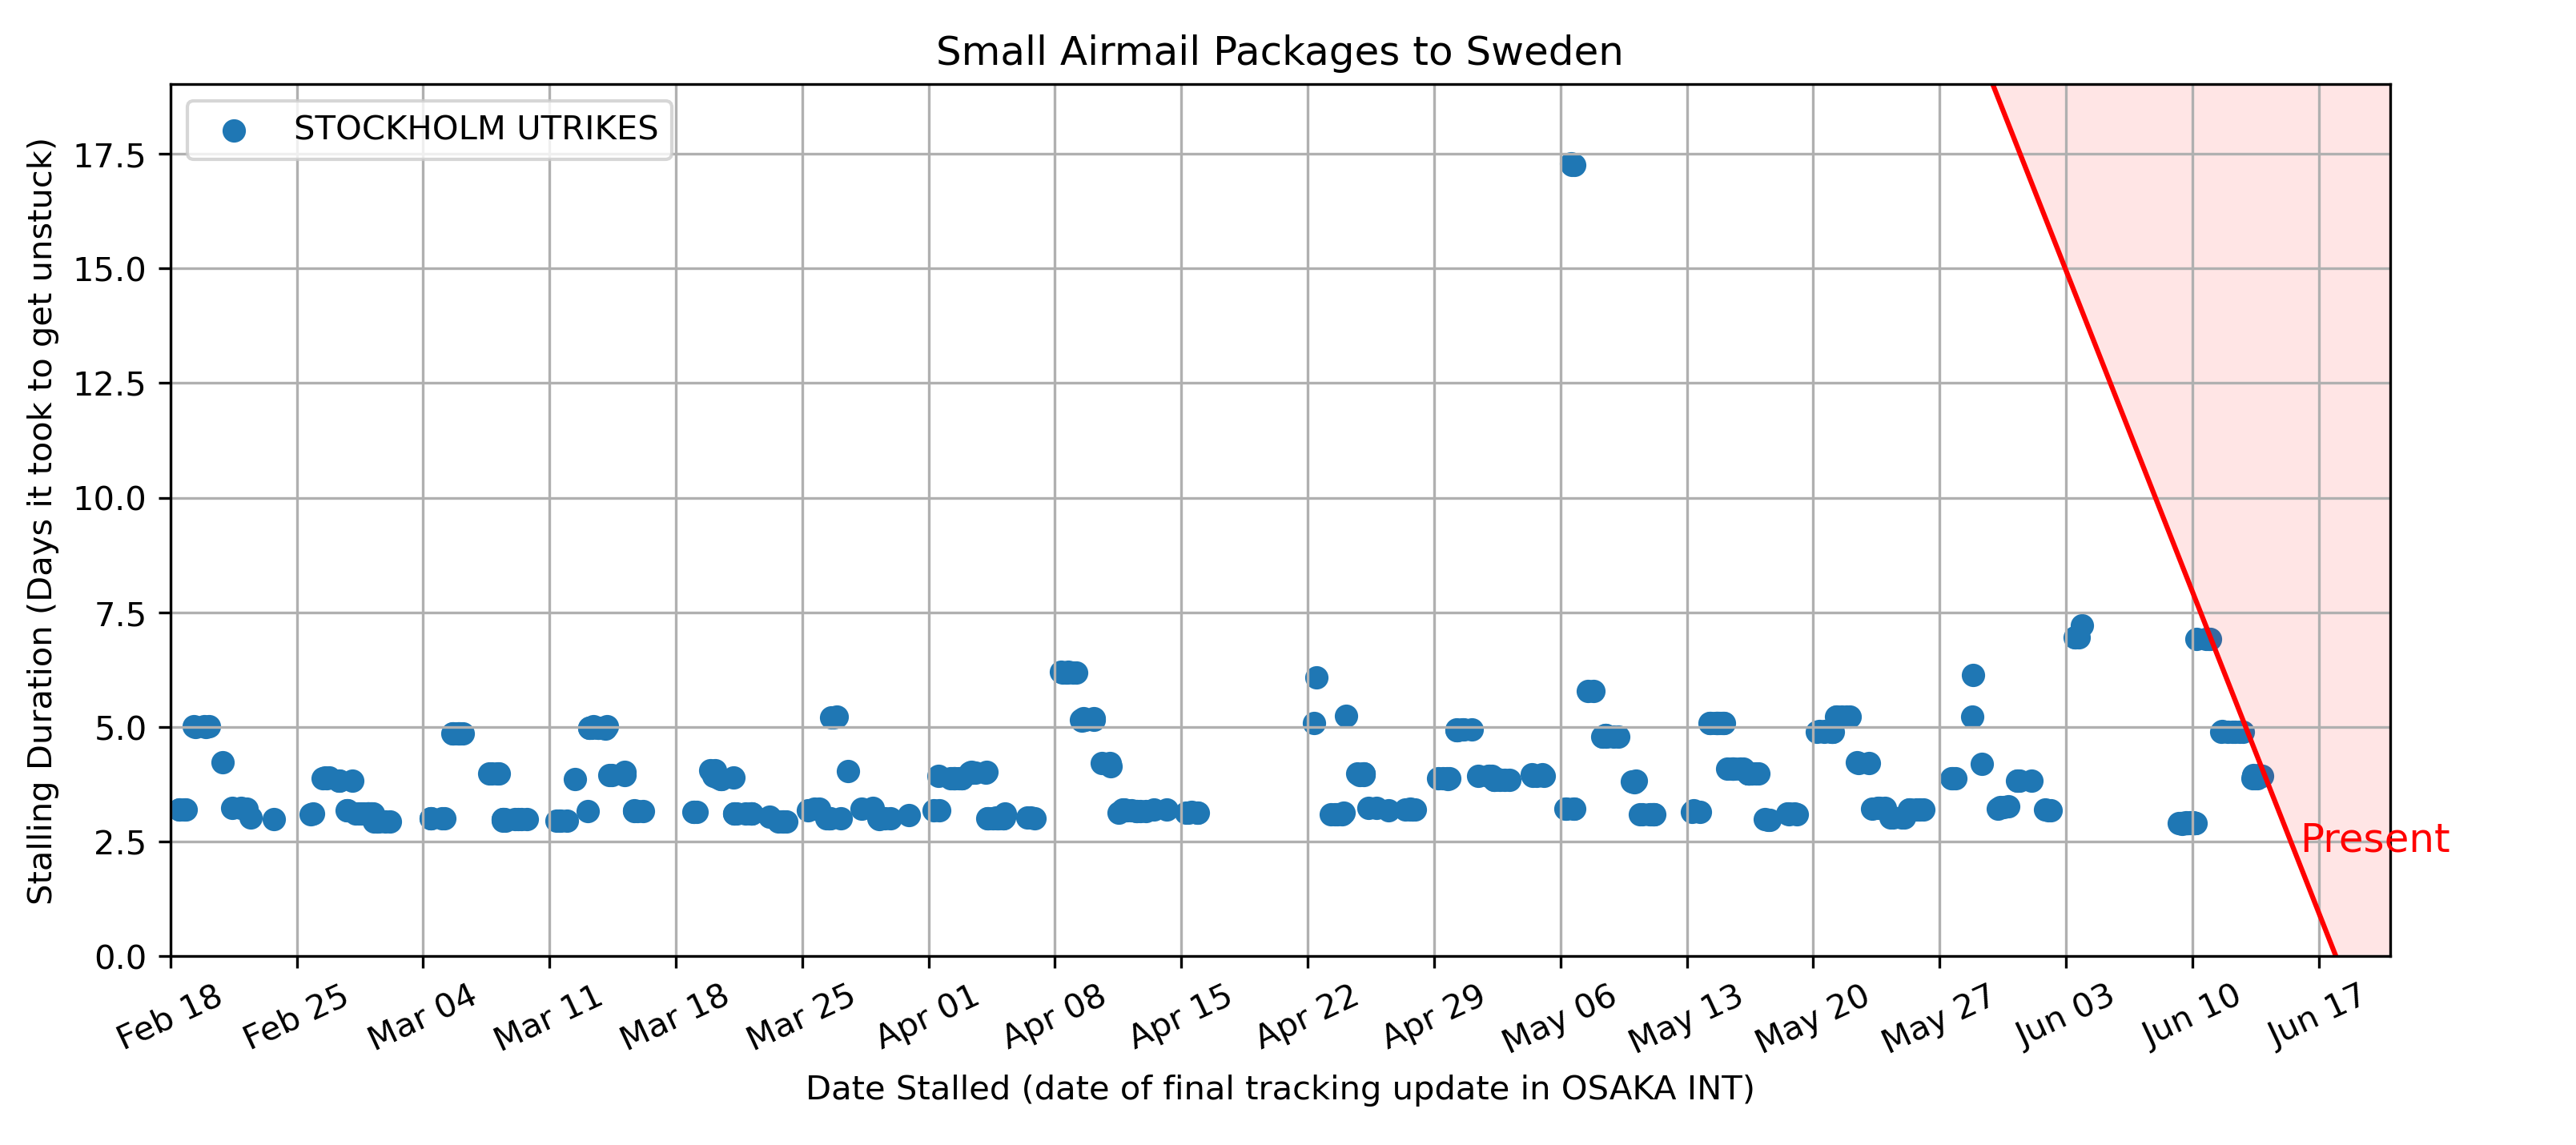 Small Airmail Packages to Sweden
STOCKHOLM UTRIKES
Stalling Duration (Days it took to get unstuck)
17.5
15.0
12.5
10.0
7.5
5.0
2.5
0.0
Present
Feb 18
Feb 25
Mar 04
Mar 11
Mar 18
Mar 25
Apr 01
Apr 08
Apr 15
Apr 22
Apr 29
May 06
May 13
May 20
May 27
Jun 03
Jun 10
Jun 17
Date Stalled (date of final tracking update in OSAKA INT)